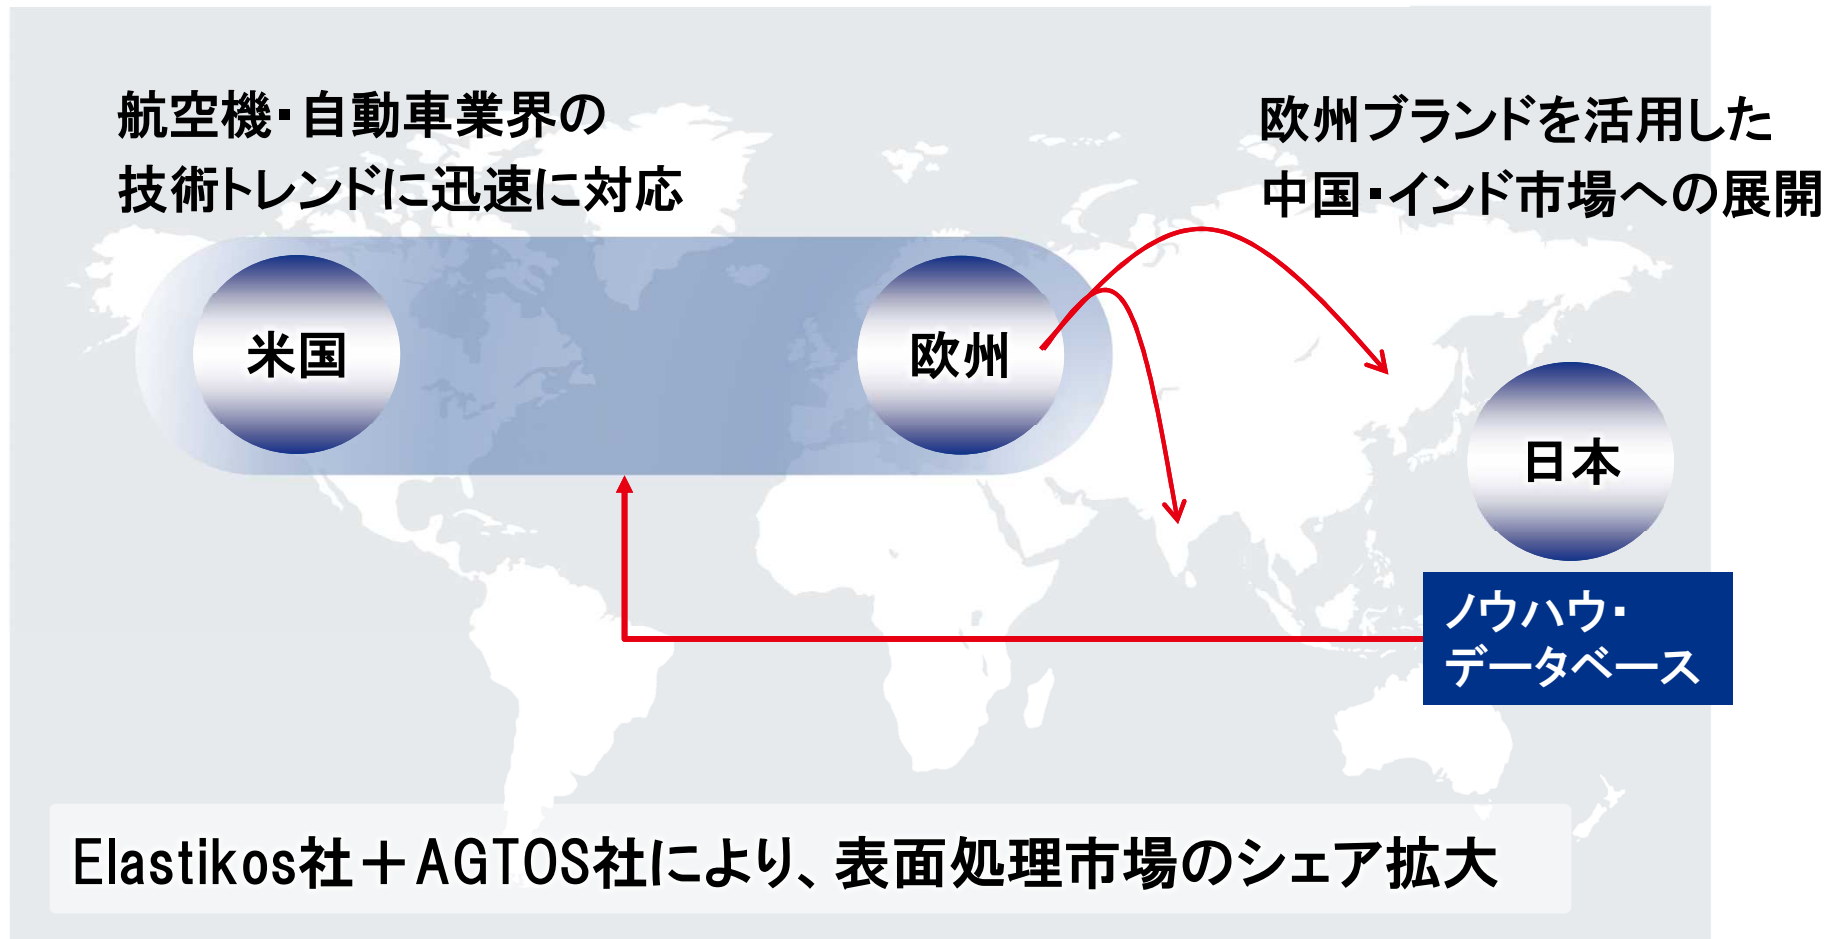 航空機・自動車業界の
技術トレンドに迅速に対応
欧州ブランドを活用した
中国・インド市場への展開
米国
欧州
日本
ノウハウ・
データベース
Elastikos社＋AGTOS社により、表面処理市場のシェア拡大